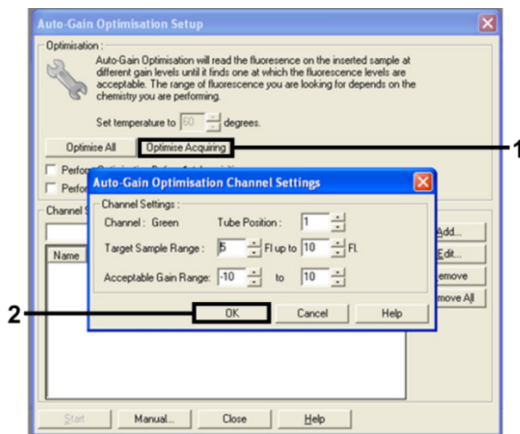 Auto-Gain Optimisation Setup
Optimisation :
Auto-Gain Optimisation will read the fluoresence on the inserted sample at
different gain levels until it finds one at which the fluorescence levels are
acceptable. The range of fluorescence you are looking for depends on the
chemistry you are performing.
Set temperature to 60 degrees.
Optimise All Optimise Acquiring
1
Auto-Gain Optimisation Channel Settings
Channel Settings :
Channel : Green Tube Position : 1
Target Sample Range : 5 Fl up to 10 Fl.
Acceptable Gain Range: -10 to 10
OK Cancel Help
2
Name
Add...
Edit...
Start Manual... Close Help